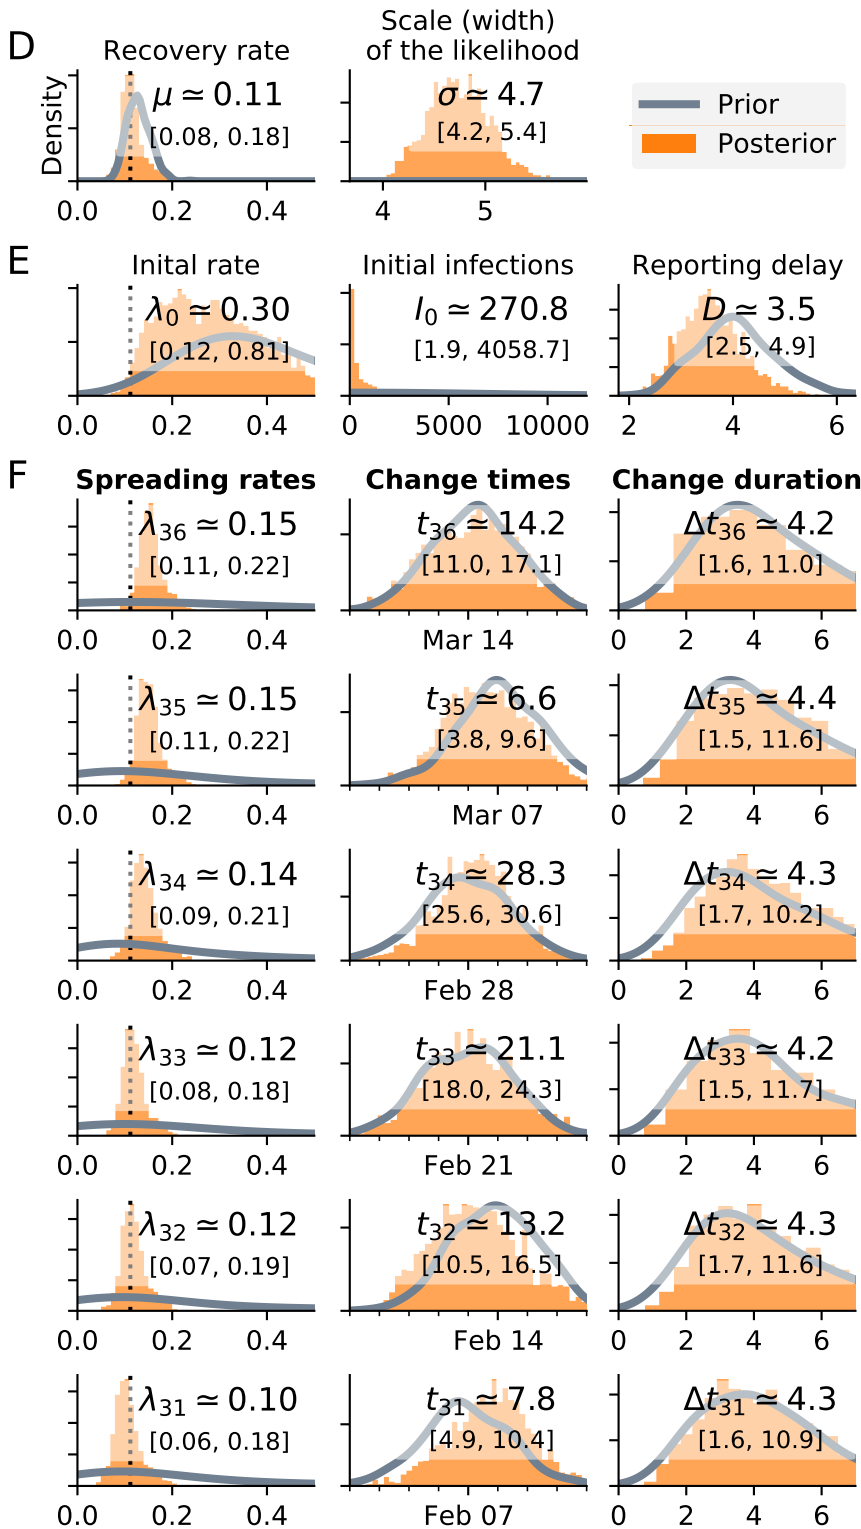 D
Recovery rate
Scale (width)
of the likelihood
Density
μ ≃ 0.11
[0.08, 0.18]
0.0 0.2 0.4
σ ≃ 4.7
[4.2, 5.4]
4 5
Prior
Posterior
E
Inital rate
λ0 ≃ 0.30
[0.12, 0.81]
0.0 0.2 0.4
Initial infections
I0 ≃ 270.8
[1.9, 4058.7]
0 5000 10000
Reporting delay
D ≃ 3.5
[2.5, 4.9]
2 4 6
F
Spreading rates Change times Change duration
λ36 ≃ 0.15
[0.11, 0.22]
0.0 0.2 0.4
t36 ≃ 14.2
[11.0, 17.1]
Mar 14
Δt36 ≃ 4.2
[1.6, 11.0]
0 2 4 6
λ35 ≃ 0.15
[0.11, 0.22]
0.0 0.2 0.4
t35 ≃ 6.6
[3.8, 9.6]
Mar 07
Δt35 ≃ 4.4
[1.5, 11.6]
0 2 4 6
λ34 ≃ 0.14
[0.09, 0.21]
0.0 0.2 0.4
t34 ≃ 28.3
[25.6, 30.6]
Feb 28
Δt34 ≃ 4.3
[1.7, 10.2]
0 2 4 6
λ33 ≃ 0.12
[0.08, 0.18]
0.0 0.2 0.4
t33 ≃ 21.1
[18.0, 24.3]
Feb 21
Δt33 ≃ 4.2
[1.5, 11.7]
0 2 4 6
λ32 ≃ 0.12
[0.07, 0.19]
0.0 0.2 0.4
t32 ≃ 13.2
[10.5, 16.5]
Feb 14
Δt32 ≃ 4.3
[1.7, 11.6]
0 2 4 6
λ31 ≃ 0.10
[0.06, 0.18]
0.0 0.2 0.4
t31 ≃ 7.8
[4.9, 10.4]
Feb 07
Δt31 ≃ 4.3
[1.6, 10.9]
0 2 4 6